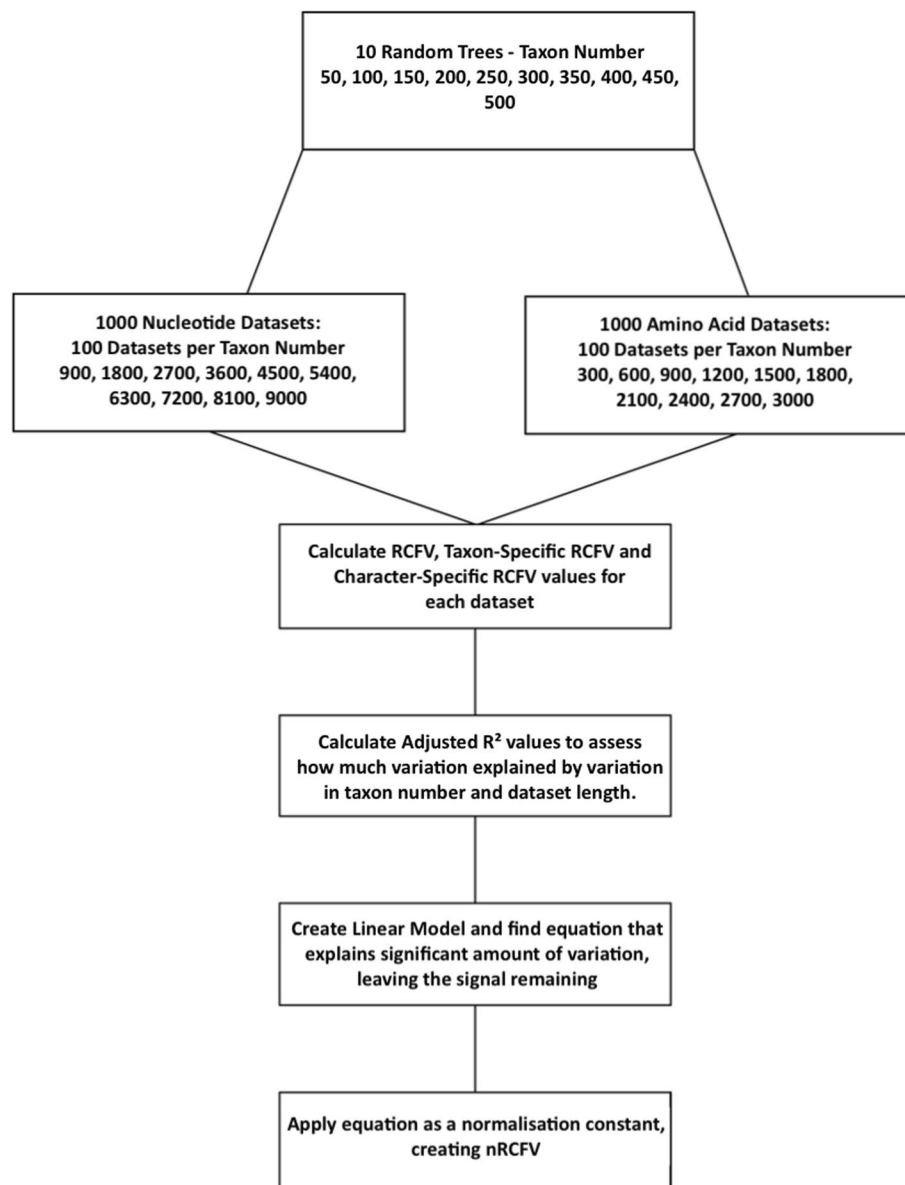 10 Random Trees - Taxon Number
50, 100, 150, 200, 250, 300, 350, 400, 450,
500
1000 Nucleotide Datasets:
100 Datasets per Taxon Number
900, 1800, 2700, 3600, 4500, 5400,
6300, 7200, 8100, 9000
1000 Amino Acid Datasets:
100 Datasets per Taxon Number
300, 600, 900, 1200, 1500, 1800,
2100, 2400, 2700, 3000
Calculate RCFV, Taxon-Specific RCFV and
Character-Specific RCFV values for
each dataset
Calculate Adjusted R² values to assess
how much variation explained by variation
in taxon number and dataset length.
Create Linear Model and find equation that
explains significant amount of variation,
leaving the signal remaining
Apply equation as a normalisation constant,
creating nRCFV